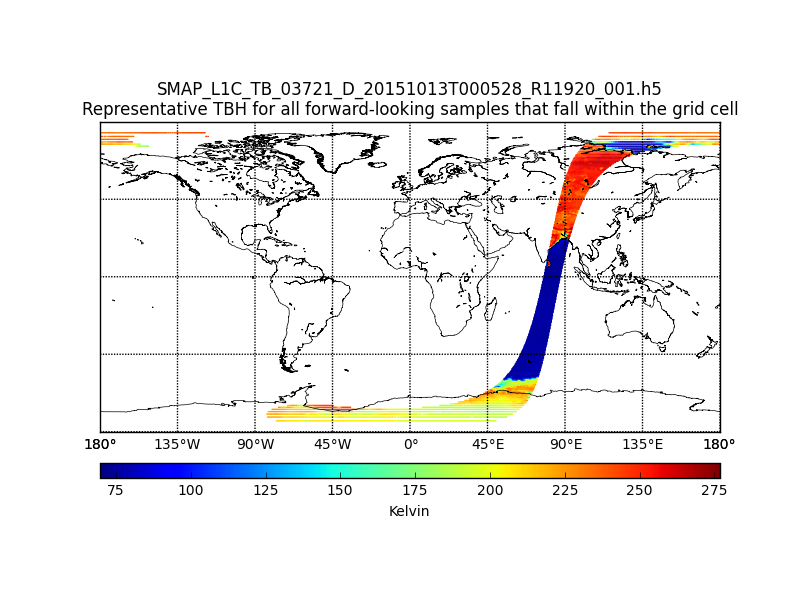 SMAP_L1C_TB_03721_D_20151013T000528_R11920_001.h5
Representative TBH for all forward-looking samples that fall within the grid cell
180° 135°W 90°W 45°W 0° 45°E 90°E 135°E 180°
75 100 125 150 175 200 225 250 275
Kelvin